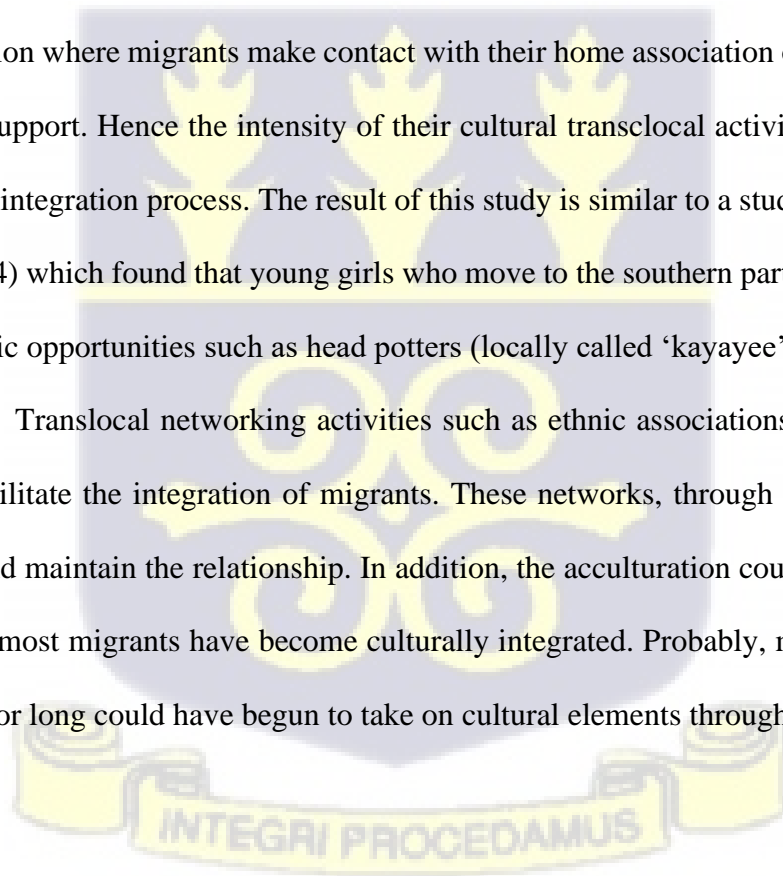 ion where migrants make contact with their home association
upport. Hence the intensity of their cultural translocal activi
integration process. The result of this study is similar to a stud
4) which found that young girls who move to the southern par
ic opportunities such as head potters (locally called ‘kayayee’
Translocal networking activities such as ethnic associations
ilitate the integration of migrants. These networks, through
d maintain the relationship. In addition, the acculturation cou
most migrants have become culturally integrated. Probably,
or long could have begun to take on cultural elements through
INTEGRI PROCEDAMUS